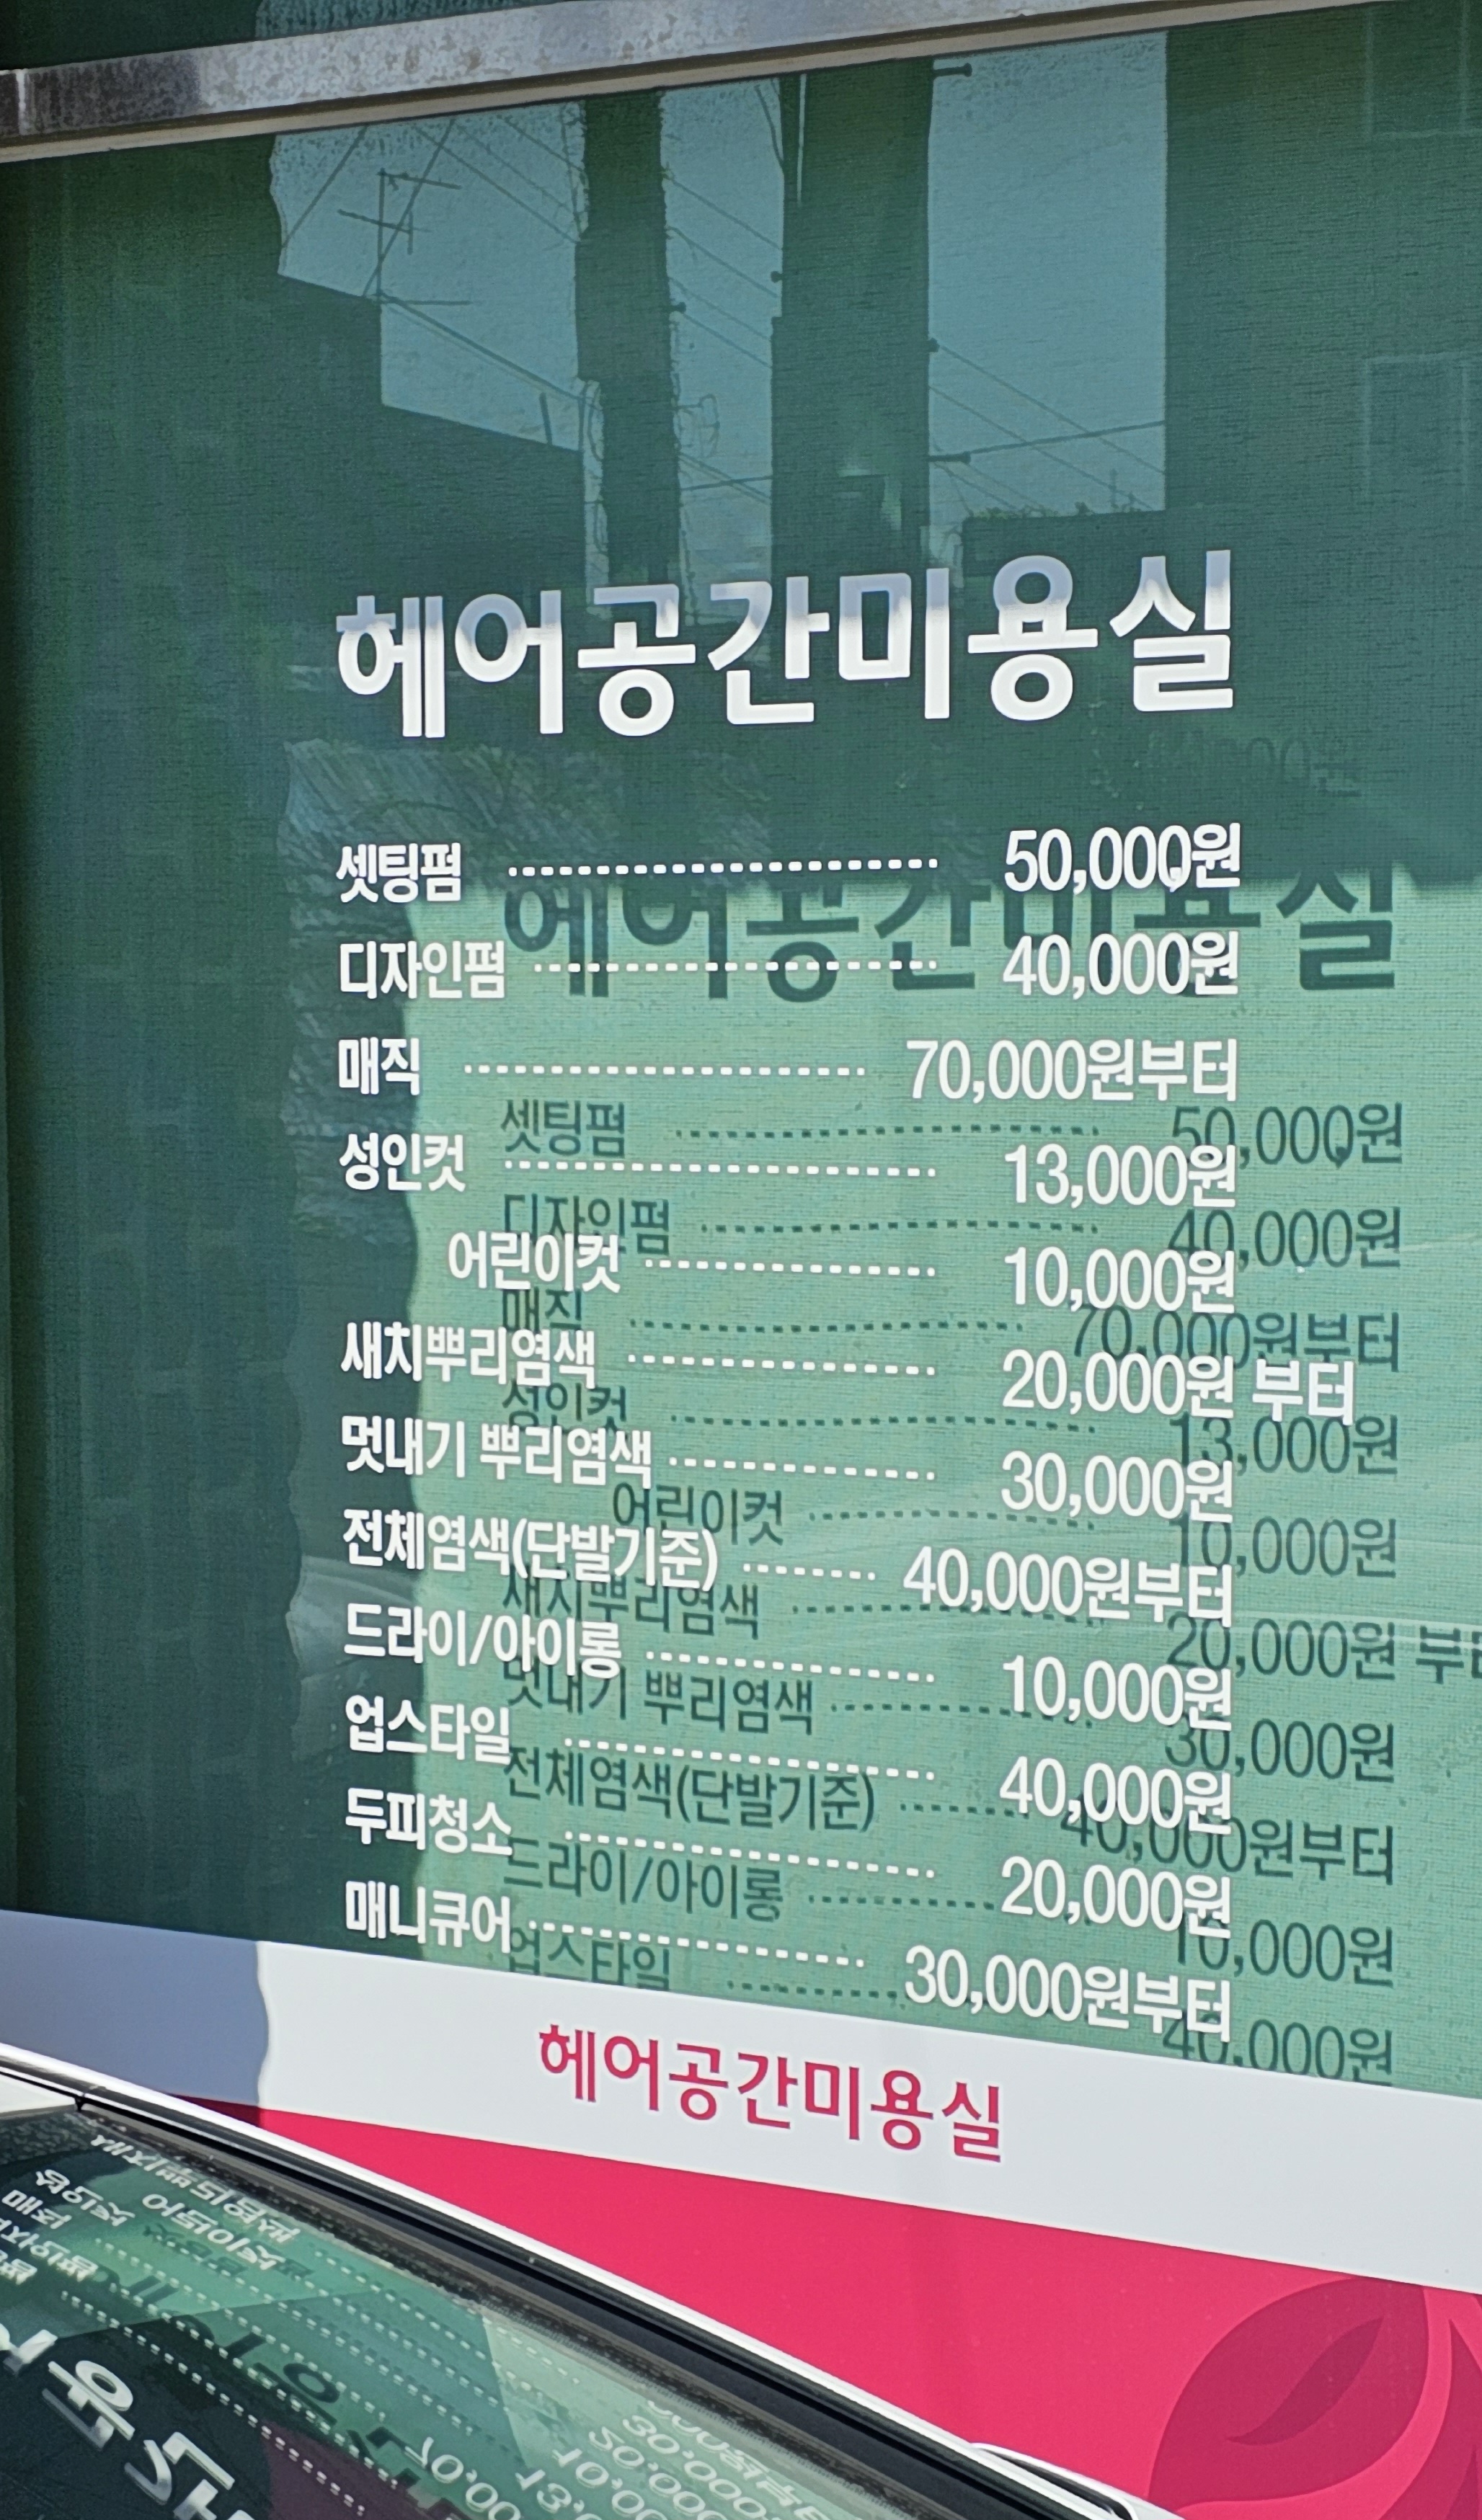 헤어공간미용실
셋팅펌 ........................ 50,000원
디자인펌 ........................ 40,000원
매직 ........................ 70,000원부터
성인컷 ........................ 13,000원
어린이컷 ................ 10,000원
새치뿌리염색 ................ 20,000원 부터
멋내기 뿌리염색 .............. 30,000원
전체염색(단발기준) ........ 40,000원부터
드라이/아이롱 ................ 10,000원
업스타일 .................... 40,000원
두피청소 .................... 20,000원
매니큐어 .................... 30,000원부터
헤어공간미용실